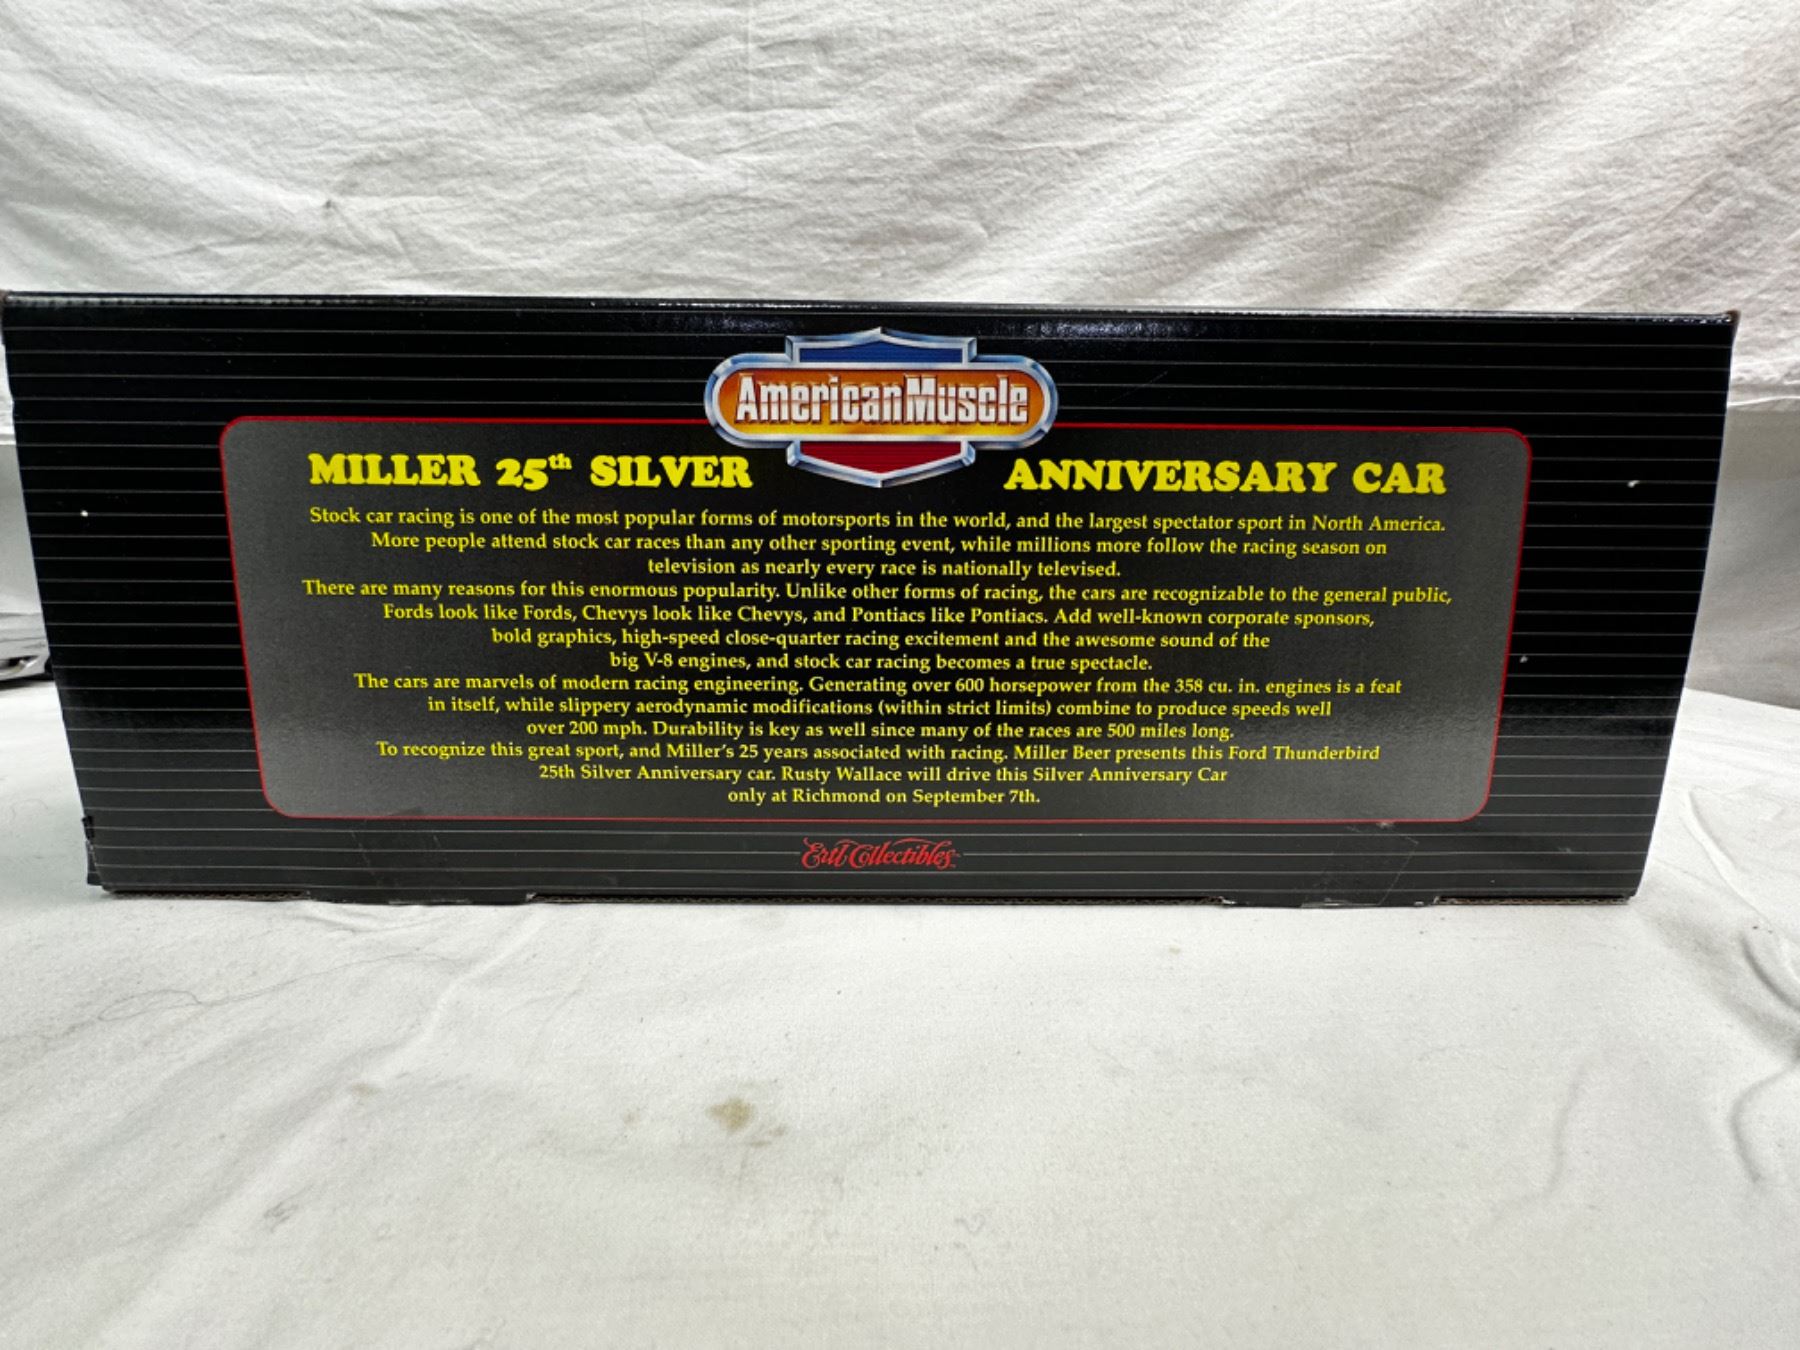 AmericanMuscle
MILLER 25th SILVER ANNIVERSARY CAR
Stock car racing is one of the most popular forms of motorsports in the world, and the largest spectator sport in North America.
More people attend stock car races than any other sporting event, while millions more follow the racing season on
television as nearly every race is nationally televised.
There are many reasons for this enormous popularity. Unlike other forms of racing, the cars are recognizable to the general public,
Fords look like Fords, Chevys look like Chevys, and Pontiacs like Pontiacs. Add well-known corporate sponsors,
bold graphics, high-speed close-quarter racing excitement and the awesome sound of the
big V-8 engines, and stock car racing becomes a true spectacle.
The cars are marvels of modern racing engineering. Generating over 600 horsepower from the 358 cu. in. engines is a feat
in itself, while slippery aerodynamic modifications (within strict limits) combine to produce speeds well
over 200 mph. Durability is key as well since many of the races are 500 miles long.
To recognize this great sport, and Miller's 25 years associated with racing. Miller Beer presents this Ford Thunderbird
25th Silver Anniversary car. Rusty Wallace will drive this Silver Anniversary Car
only at Richmond on September 7th.
Ertl Collectibles™